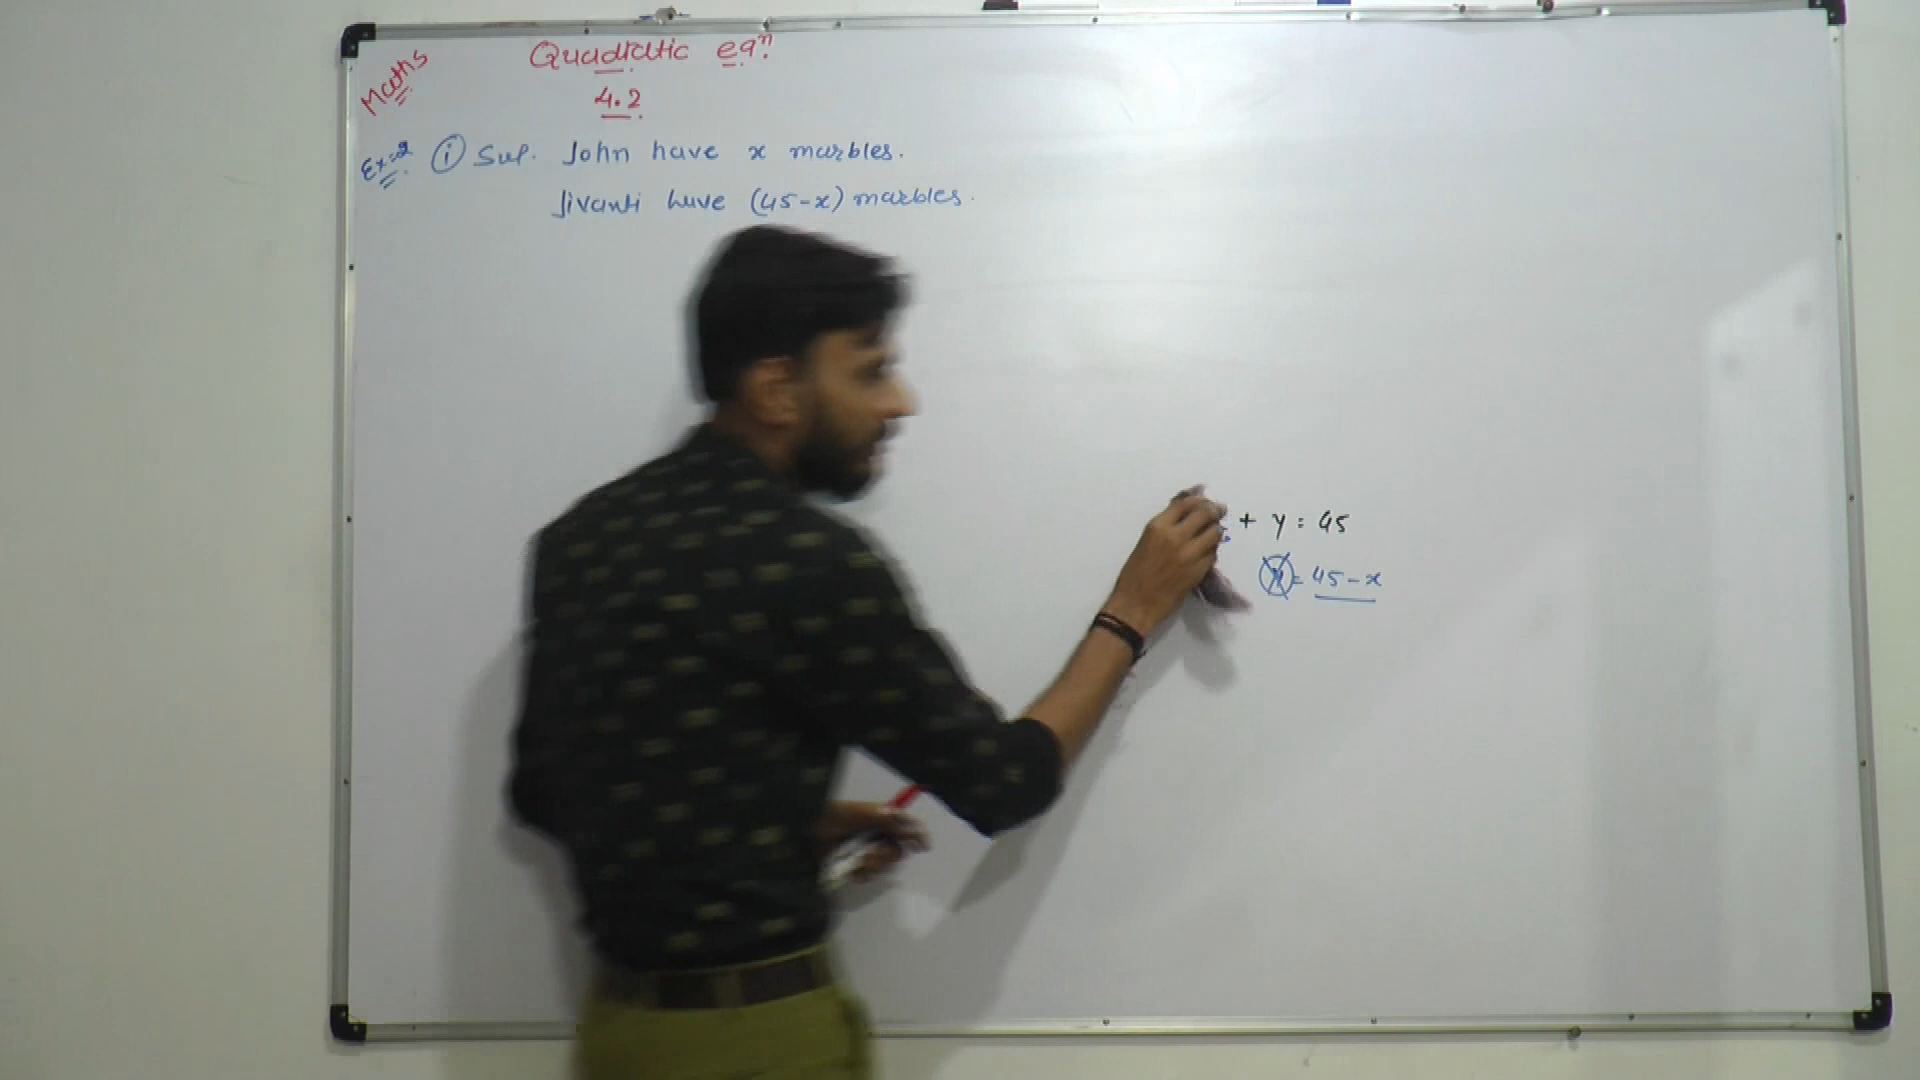 Maths
Quadratic eqⁿ.
4.2
Ex=2 (i) Sup. John have x marbles.
Jivanti have (45-x) marbles.
+ y = 45
y = 45-x